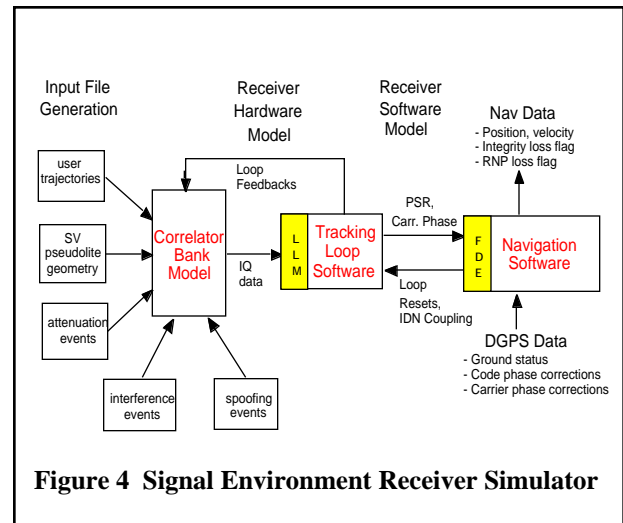 Input File
Generation
Receiver
Hardware
Model
Receiver
Software
Model
Nav Data
- Position, velocity
- Integrity loss flag
- RNP loss flag
user
trajectories
Loop
Feedbacks
PSR,
Carr. Phase
SV
pseudolite
geometry
Correlator
Bank
Model
IQ
data
L
L
M
Tracking
Loop
Software
F
D
E
Navigation
Software
Loop
Resets,
IDN Coupling
attenuation
events
DGPS Data
- Ground status
- Code phase corrections
- Carrier phase corrections
interference
events
spoofing
events
Figure 4 Signal Environment Receiver Simulator